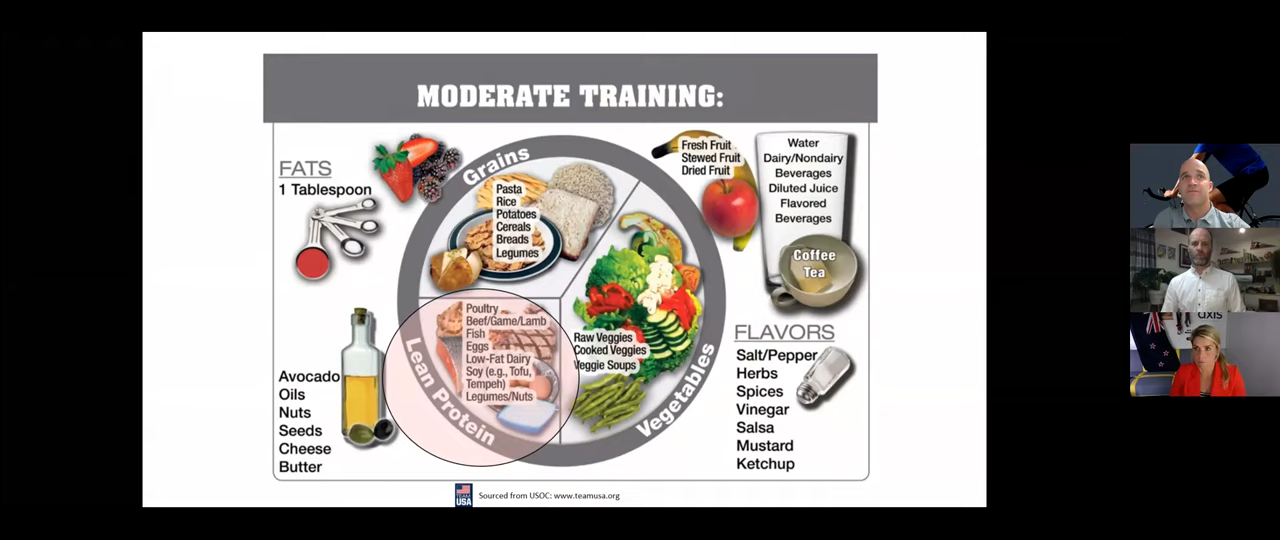 MODERATE TRAINING:
FATS
1 Tablespoon
Grains
Pasta
Rice
Potatoes
Cereals
Breads
Legumes
Fresh Fruit
Stewed Fruit
Dried Fruit
Water
Dairy/Nondairy
Beverages
Diluted Juice
Flavored
Beverages
Coffee
Tea
Avocado
Oils
Nuts
Seeds
Cheese
Butter
Lean Protein
Poultry
Beef/Game/Lamb
Fish
Eggs
Low-Fat Dairy
Soy (e.g., Tofu,
Tempeh)
Legumes/Nuts
Raw Veggies
Cooked Veggies
Veggie Soups
Vegetables
FLAVORS
Salt/Pepper
Herbs
Spices
Vinegar
Salsa
Mustard
Ketchup
USA
Sourced from USOC: www.teamusa.org